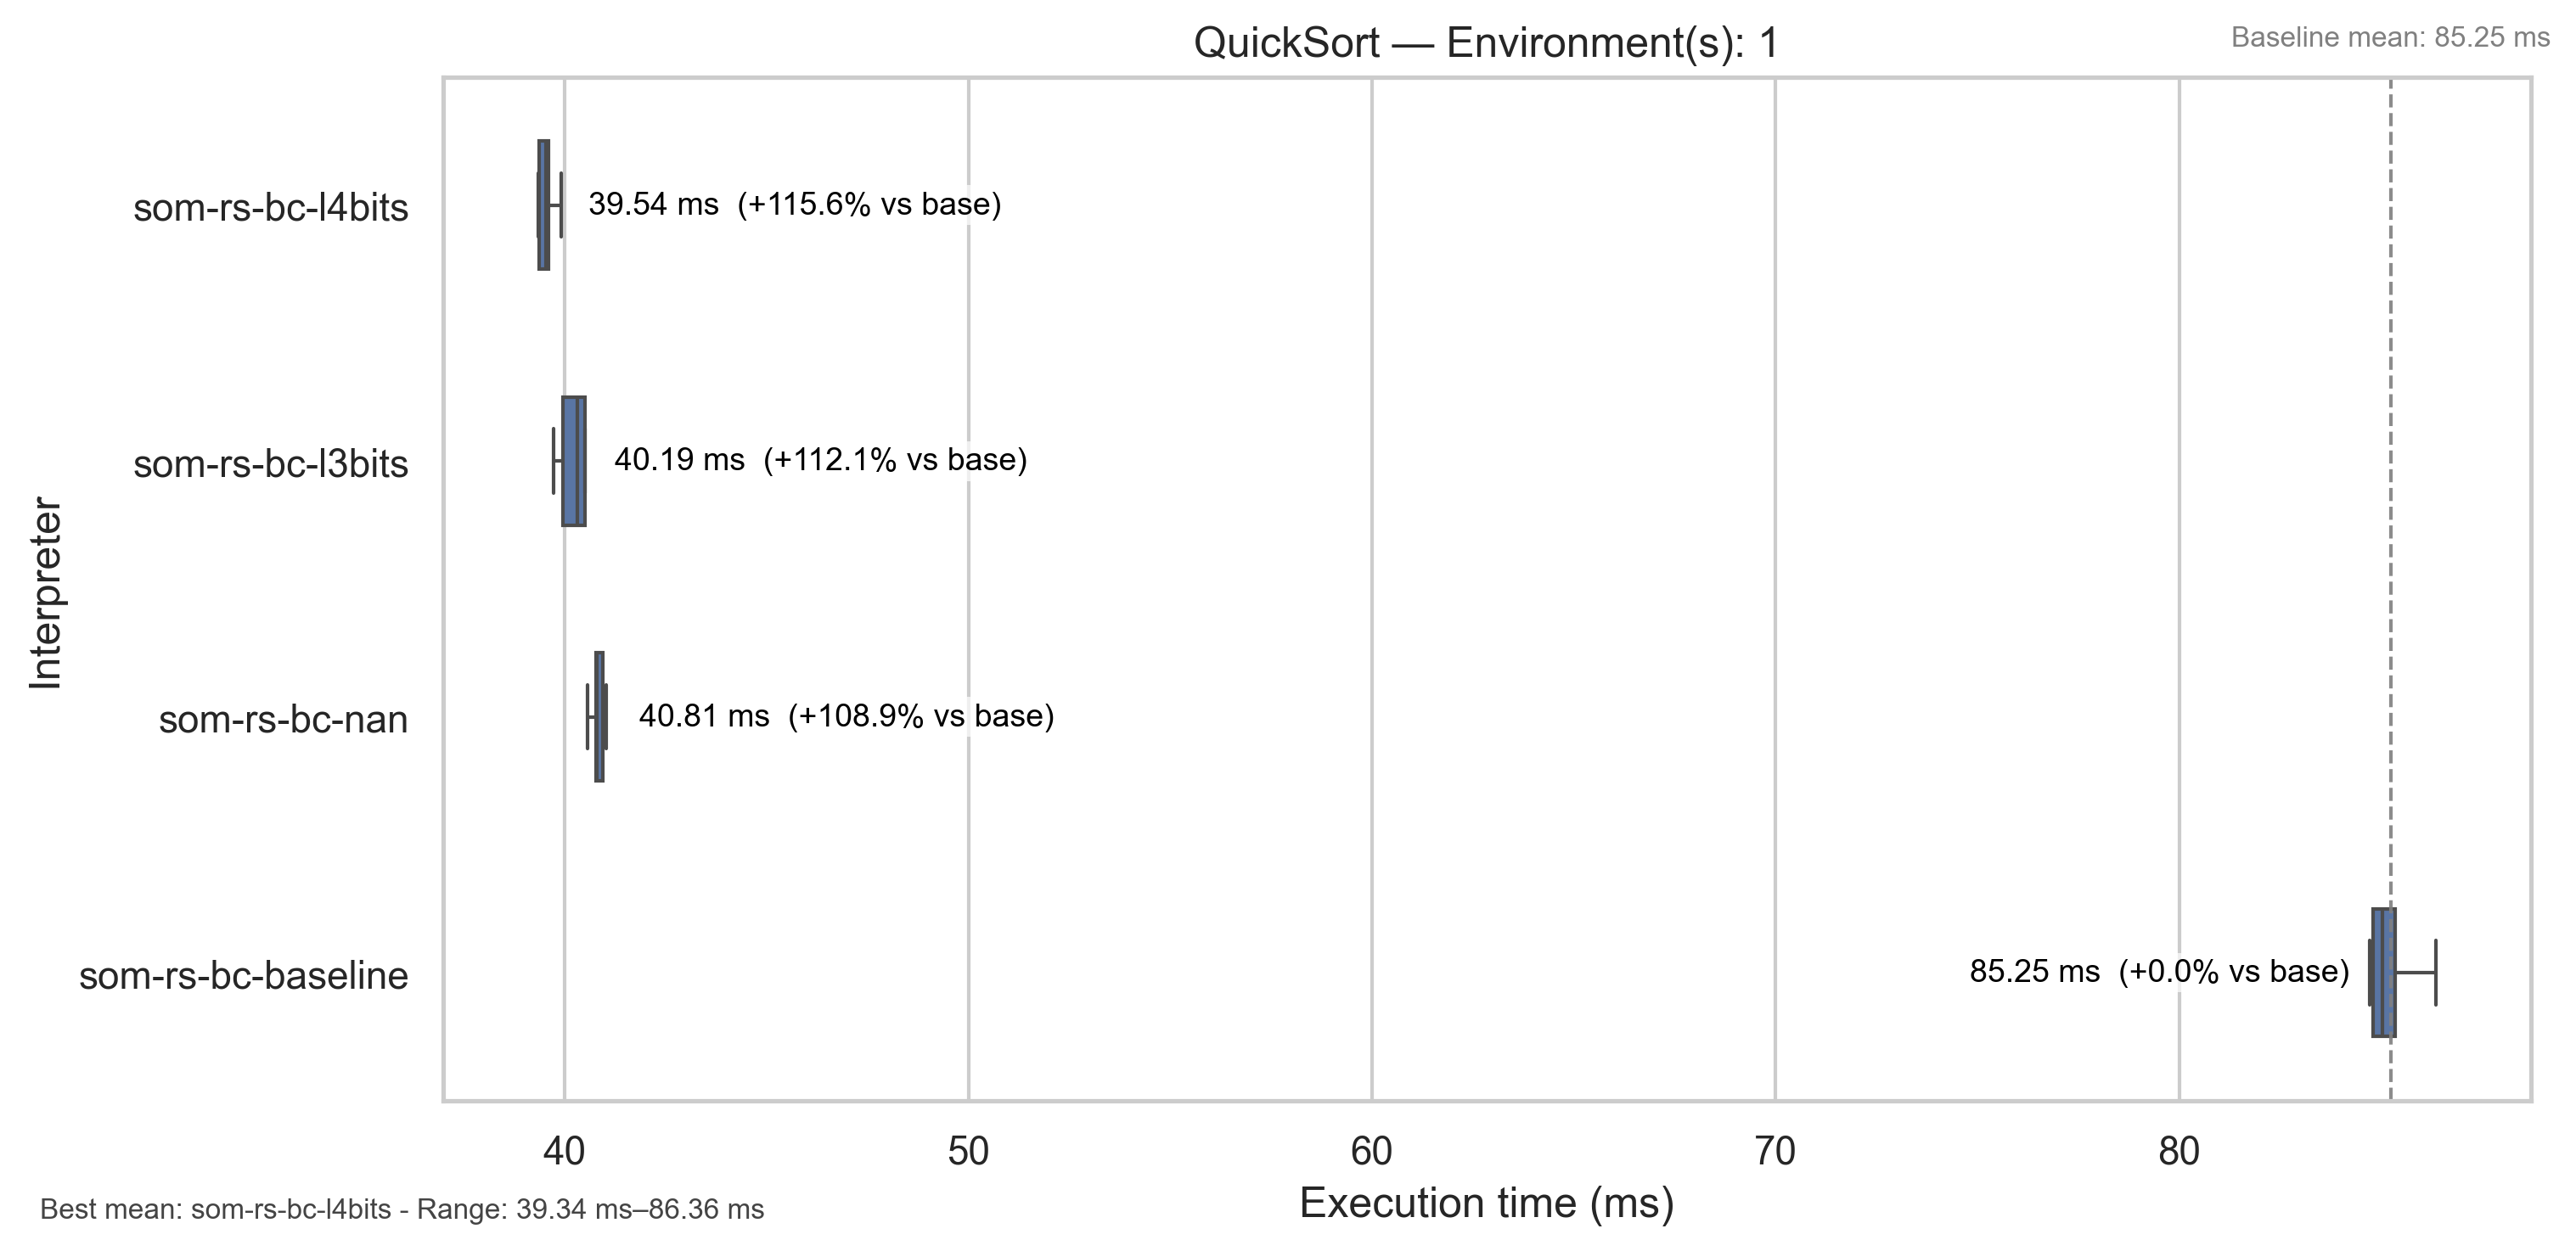 QuickSort — Environment(s): 1
Baseline mean: 85.25 ms
som-rs-bc-l4bits
39.54 ms  (+115.6% vs base)
som-rs-bc-l3bits
40.19 ms  (+112.1% vs base)
som-rs-bc-nan
40.81 ms  (+108.9% vs base)
som-rs-bc-baseline
85.25 ms  (+0.0% vs base)
Interpreter
40 50 60 70 80
Execution time (ms)
Best mean: som-rs-bc-l4bits - Range: 39.34 ms–86.36 ms